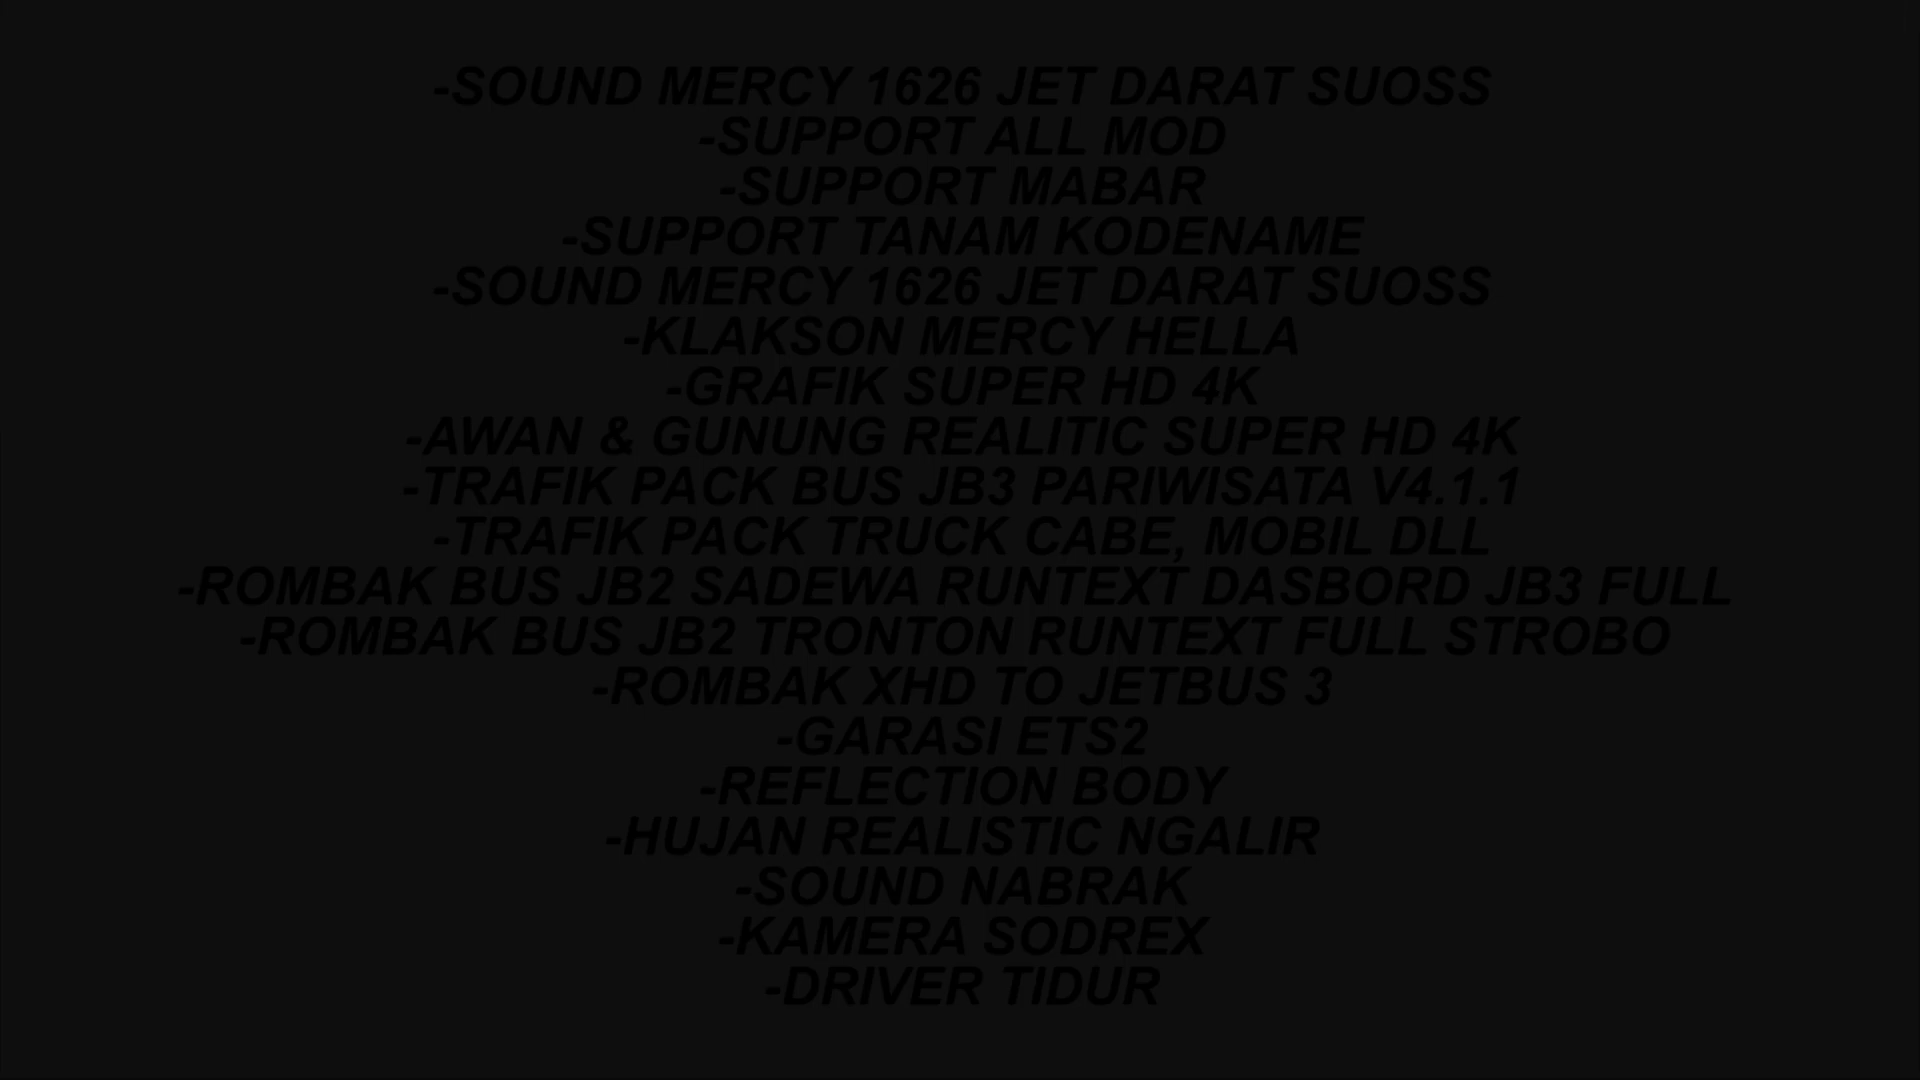 -SOUND MERCY 1626 JET DARAT SUOSS
-SUPPORT ALL MOD
-SUPPORT MABAR
-SUPPORT TANAM KODENAME
-SOUND MERCY 1626 JET DARAT SUOSS
-KLAKSON MERCY HELLA
-GRAFIK SUPER HD 4K
-AWAN & GUNUNG REALITIC SUPER HD 4K
-TRAFIK PACK BUS JB3 PARIWISATA V4.1.1
-TRAFIK PACK TRUCK CABE, MOBIL DLL
-ROMBAK BUS JB2 SADEWA RUNTEXT DASBORD JB3 FULL
-ROMBAK BUS JB2 TRONTON RUNTEXT FULL STROBO
-ROMBAK XHD TO JETBUS 3
-GARASI ETS2
-REFLECTION BODY
-HUJAN REALISTIC NGALIR
-SOUND NABRAK
-KAMERA SODREX
-DRIVER TIDUR